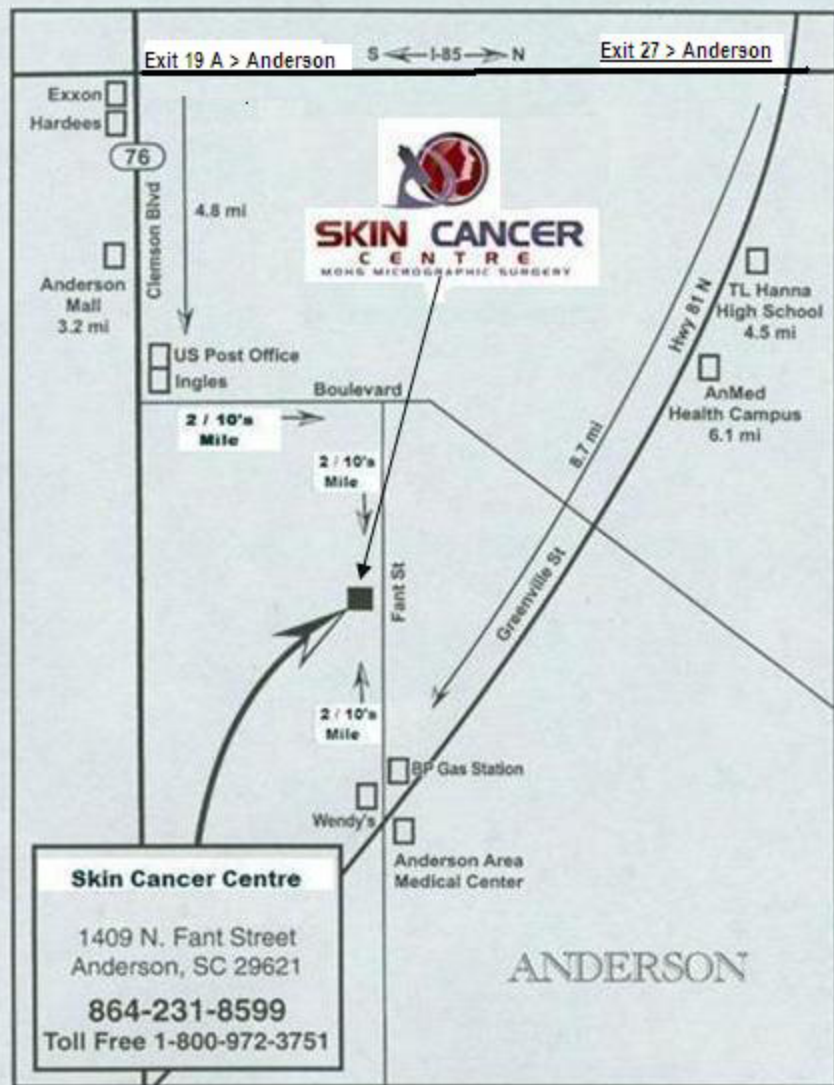 Exit 19 A > Anderson
S I-85 N
Exit 27 > Anderson
Exxon
Hardees
76
Clemson Blvd
4.8 mi
SKIN CANCER
CENTRE
MOHS MICROGRAPHIC SURGERY
Anderson
Mall
3.2 mi
TL Hanna
High School
4.5 mi
Hwy 81 N
US Post Office
Ingles
Boulevard
AnMed
Health Campus
6.1 mi
2 / 10's
Mile
2 / 10's
Mile
8.7 mi
Fant St
Greenville St
2 / 10's
Mile
BP Gas Station
Wendy's
Anderson Area
Medical Center
Skin Cancer Centre
1409 N. Fant Street
Anderson, SC 29621
864-231-8599
Toll Free 1-800-972-3751
ANDERSON